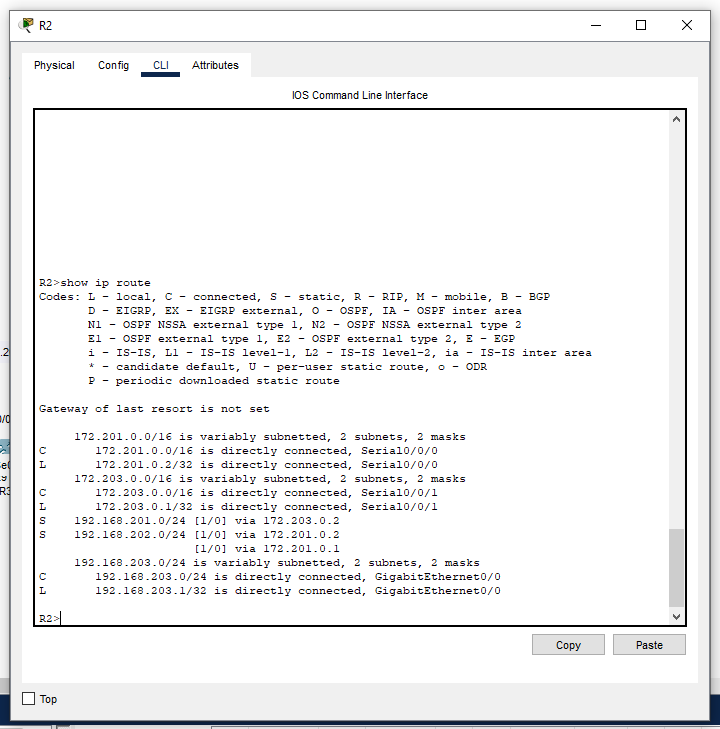 R2
Physical Config CLI Attributes
IOS Command Line Interface
R2>show ip route
Codes: L - local, C - connected, S - static, R - RIP, M - mobile, B - BGP
D - EIGRP, EX - EIGRP external, O - OSPF, IA - OSPF inter area
N1 - OSPF NSSA external type 1, N2 - OSPF NSSA external type 2
E1 - OSPF external type 1, E2 - OSPF external type 2, E - EGP
i - IS-IS, L1 - IS-IS level-1, L2 - IS-IS level-2, ia - IS-IS inter area
* - candidate default, U - per-user static route, o - ODR
P - periodic downloaded static route
Gateway of last resort is not set
172.201.0.0/16 is variably subnetted, 2 subnets, 2 masks
C 172.201.0.0/16 is directly connected, Serial0/0/0
L 172.201.0.2/32 is directly connected, Serial0/0/0
172.203.0.0/16 is variably subnetted, 2 subnets, 2 masks
C 172.203.0.0/16 is directly connected, Serial0/0/1
L 172.203.0.1/32 is directly connected, Serial0/0/1
S 192.168.201.0/24 [1/0] via 172.203.0.2
S 192.168.202.0/24 [1/0] via 172.201.0.2
[1/0] via 172.201.0.1
192.168.203.0/24 is variably subnetted, 2 subnets, 2 masks
C 192.168.203.0/24 is directly connected, GigabitEthernet0/0
L 192.168.203.1/32 is directly connected, GigabitEthernet0/0
R2>
Copy Paste
Top